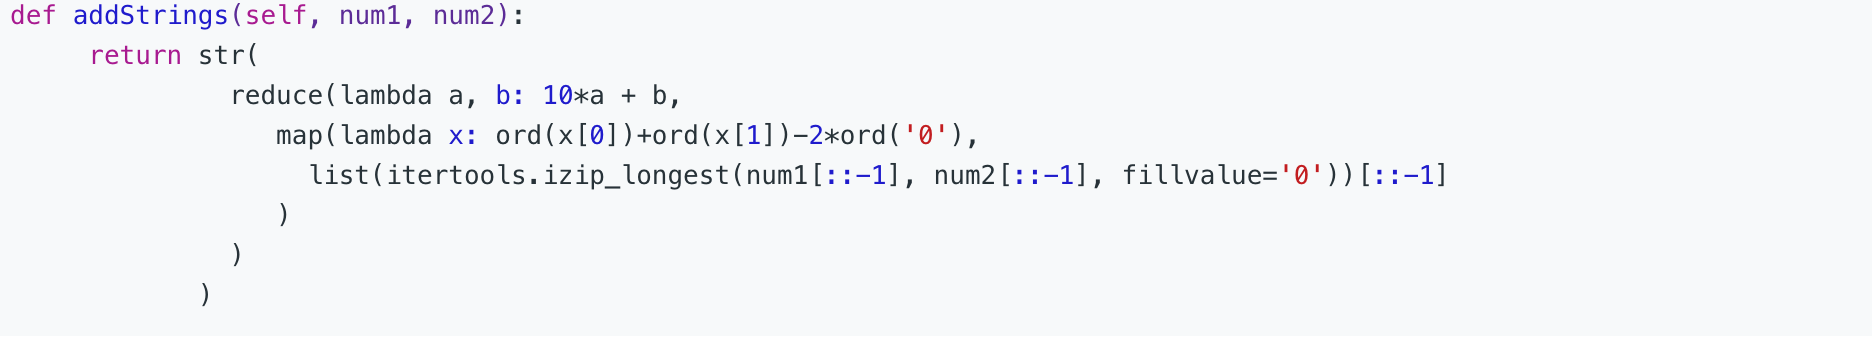 def addStrings(self, num1, num2):
     return str(
              reduce(lambda a, b: 10*a + b,
                 map(lambda x: ord(x[0])+ord(x[1])-2*ord('0'),
                   list(itertools.izip_longest(num1[::-1], num2[::-1], fillvalue='0'))[::-1]
                 )
              )
            )